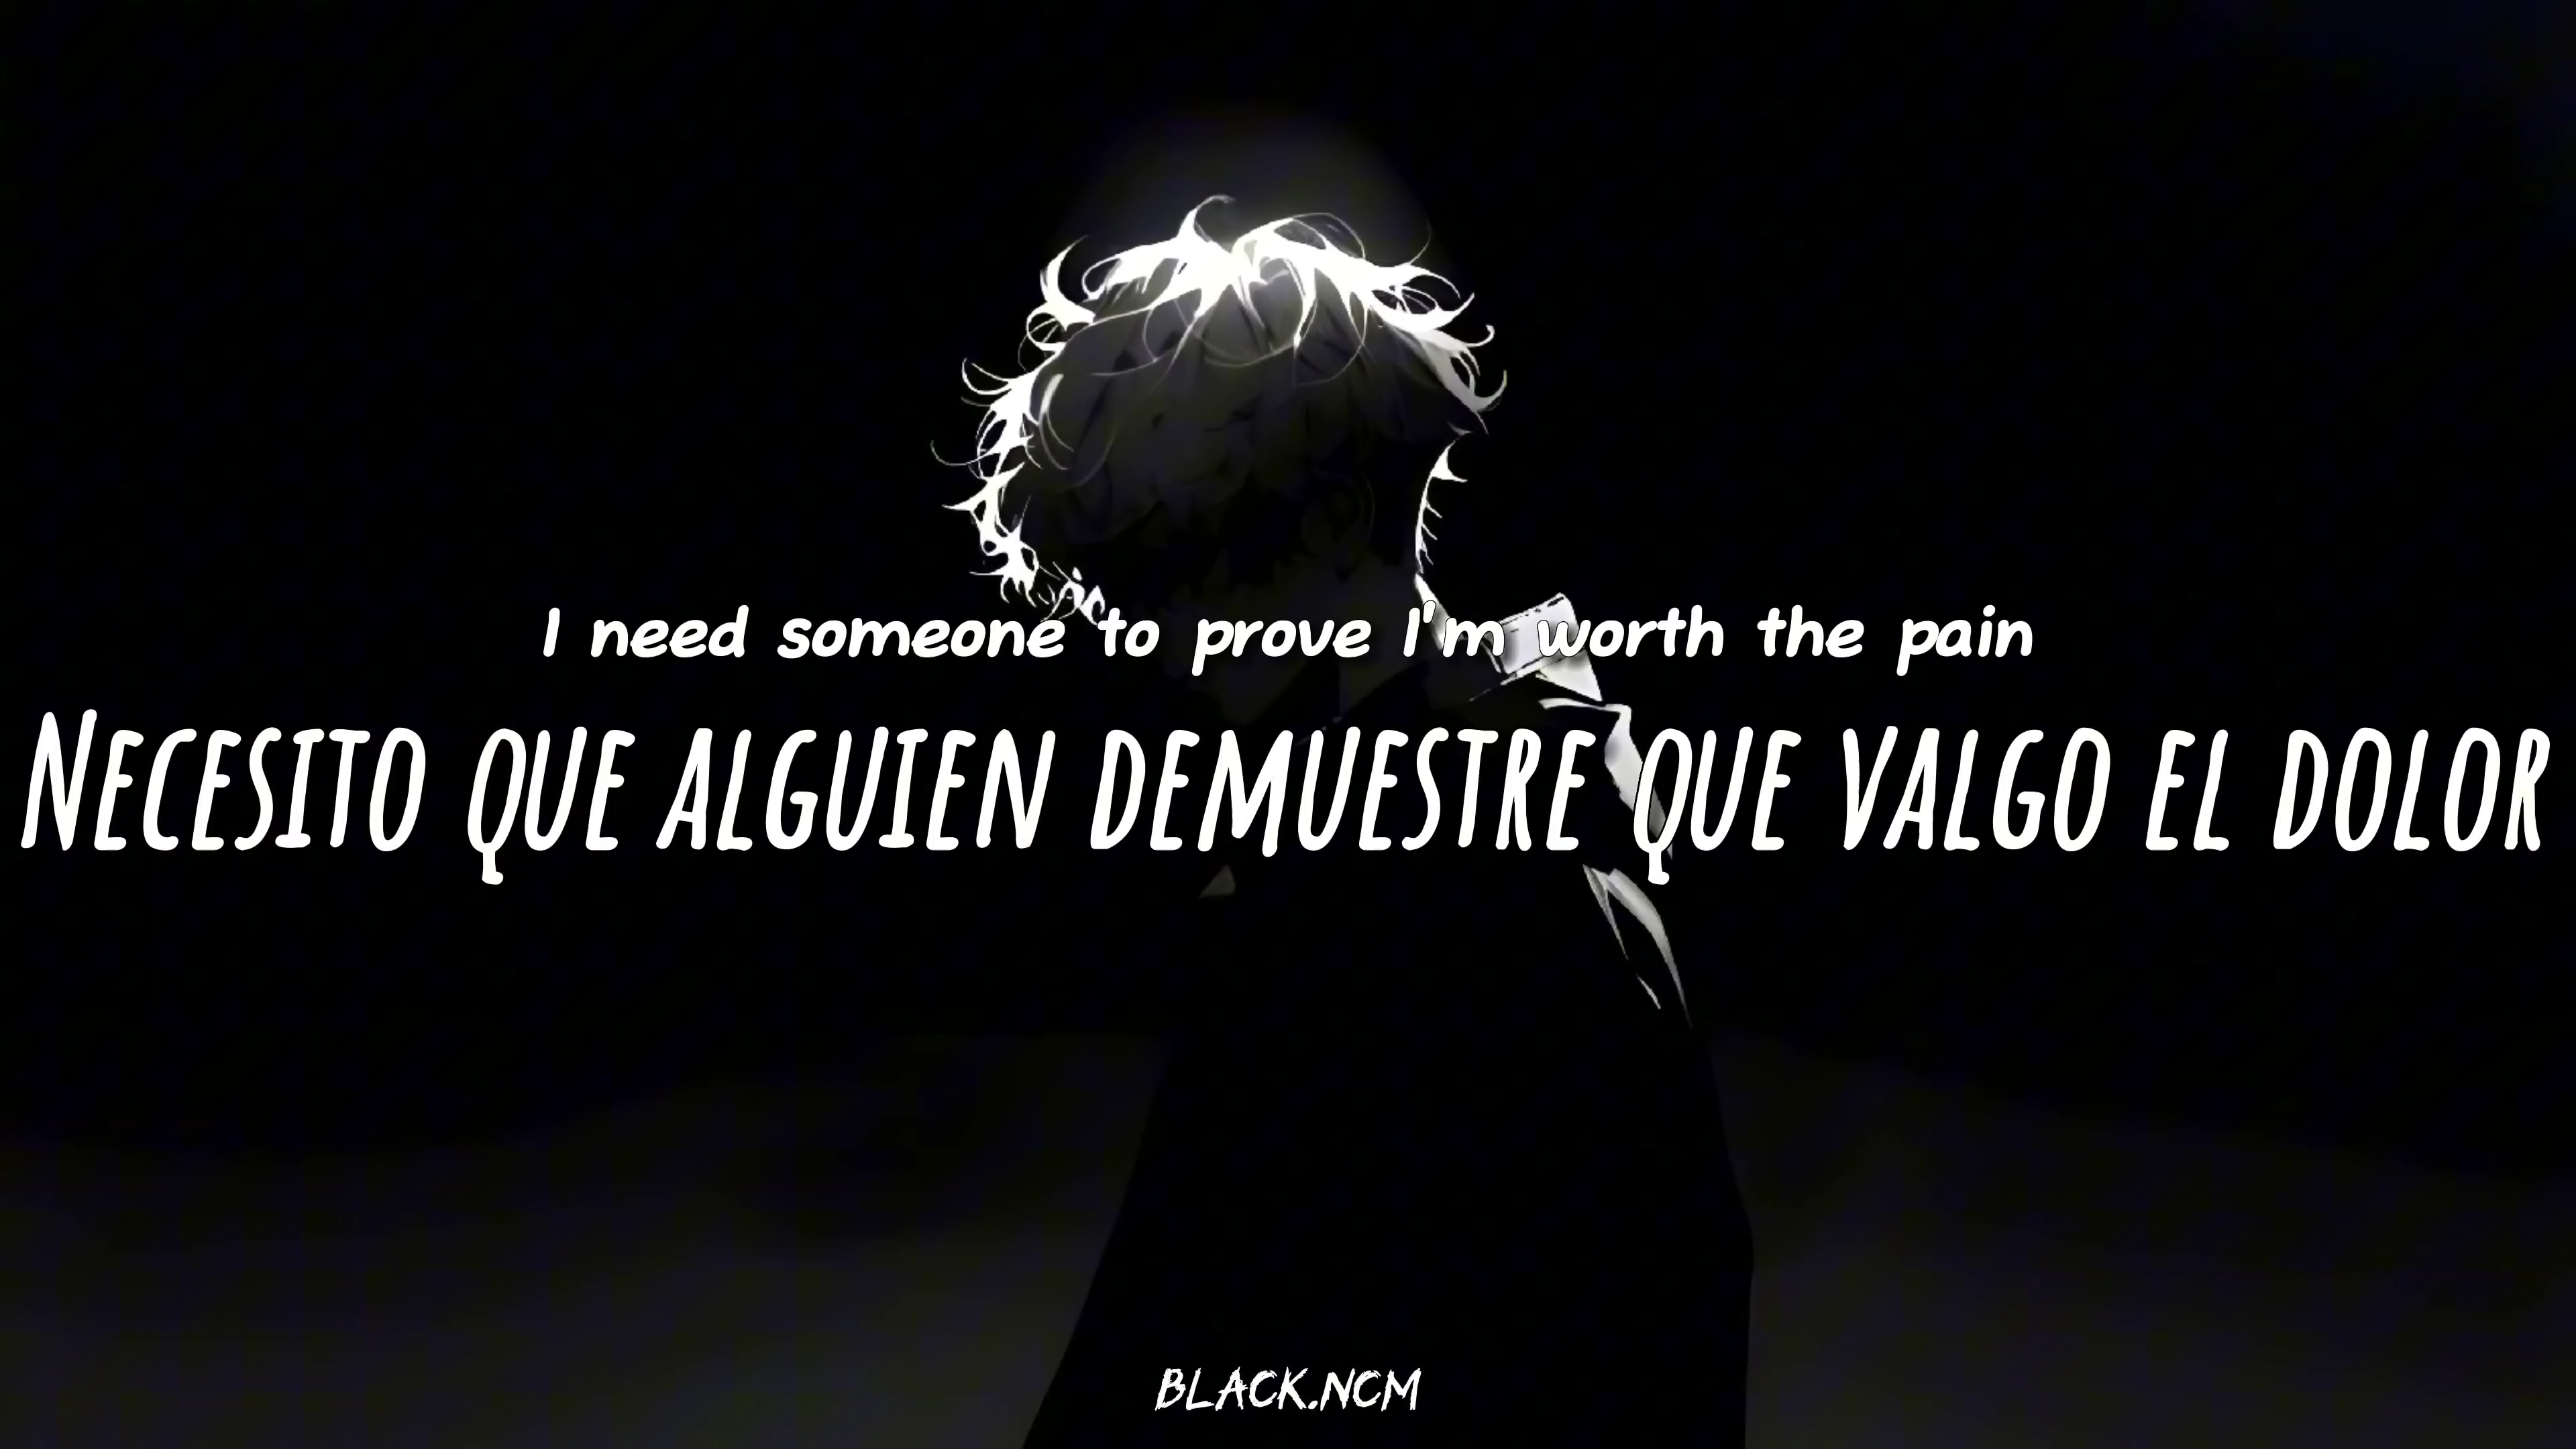 I need someone to prove I'm worth the pain
NECESITO QUE ALGUIEN DEMUESTRE QUE VALGO EL DOLOR
BLACK.NCM